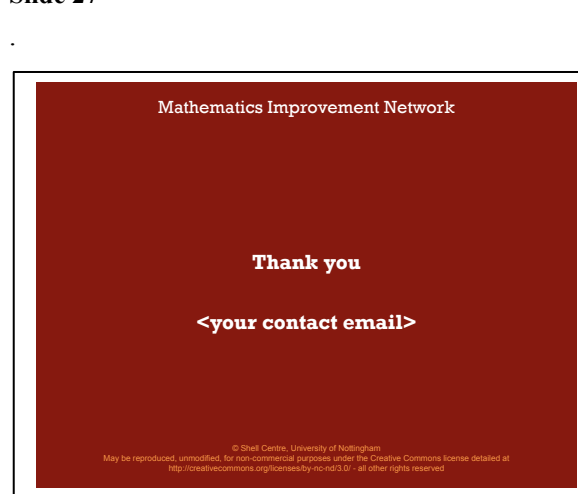 .
Mathematics Improvement Network
Thank you
<your contact email>
© Shell Centre, University of Nottingham
May be reproduced, unmodified, for non-commercial purposes under the Creative Commons license detailed at
http://creativecommons.org/licenses/by-nc-nd/3.0/ - all other rights reserved